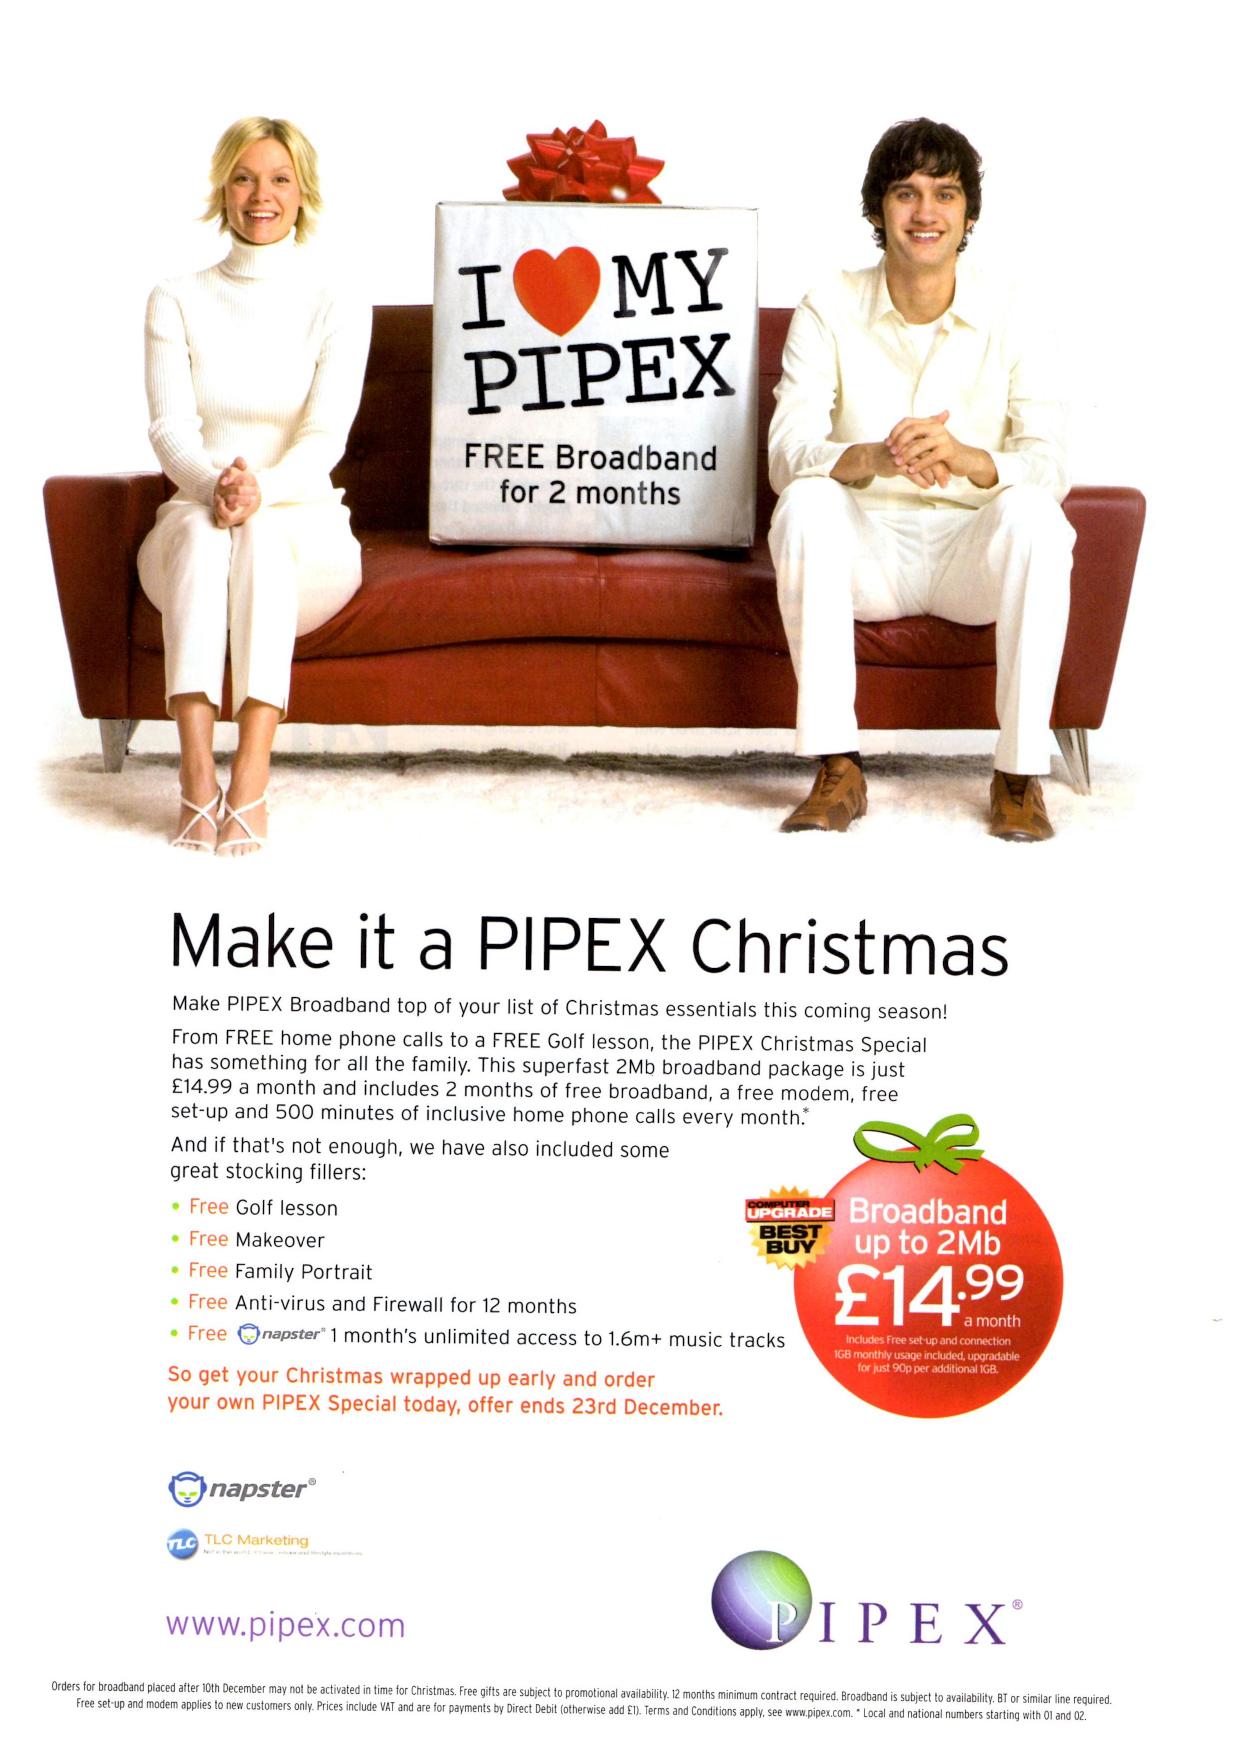 I ♥ MY
PIPEX
FREE Broadband
for 2 months
Make it a PIPEX Christmas
Make PIPEX Broadband top of your list of Christmas essentials this coming season!
From FREE home phone calls to a FREE Golf lesson, the PIPEX Christmas Special
has something for all the family. This superfast 2Mb broadband package is just
£14.99 a month and includes 2 months of free broadband, a free modem, free
set-up and 500 minutes of inclusive home phone calls every month.*
And if that's not enough, we have also included some
great stocking fillers:
• Free Golf lesson
• Free Makeover
• Free Family Portrait
• Free Anti-virus and Firewall for 12 months
• Free napster® 1 month's unlimited access to 1.6m+ music tracks
So get your Christmas wrapped up early and order
your own PIPEX Special today, offer ends 23rd December.
COMPUTER
UPGRADE
BEST
BUY
Broadband
up to 2Mb
£14.99
a month
Includes Free set-up and connection
1GB monthly usage included, upgradable
for just 90p per additional 1GB.
napster®
TLC TLC Marketing
www.pipex.com
PIPEX®
Orders for broadband placed after 10th December may not be activated in time for Christmas. Free gifts are subject to promotional availability. 12 months minimum contract required. Broadband is subject to availability. BT or similar line required.
Free set-up and modem applies to new customers only. Prices include VAT and are for payments by Direct Debit (otherwise add £1). Terms and Conditions apply, see www.pipex.com. * Local and national numbers starting with 01 and 02.